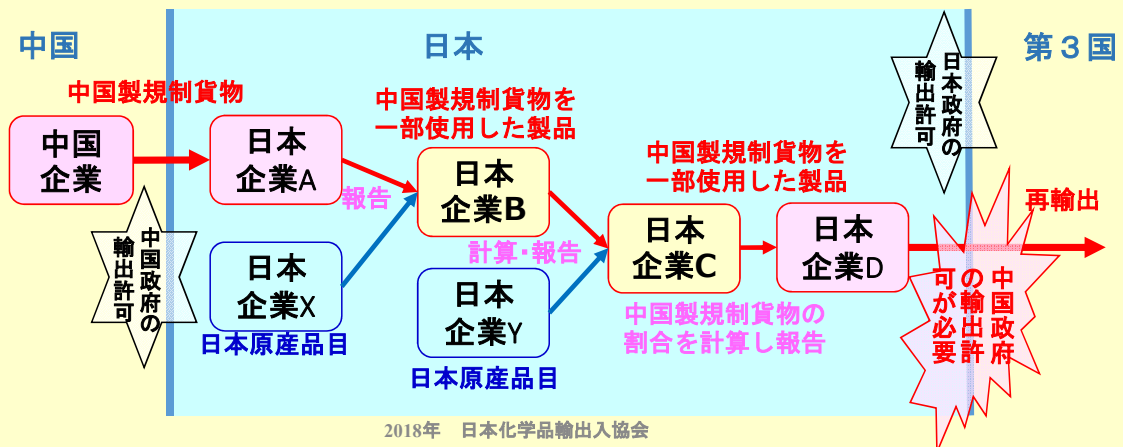 中国
日本
第３国
中国製規制貨物
中国
企業
中国政府の
輸出許可
日本
企業A
報告
日本
企業X
日本原産品目
中国製規制貨物を
一部使用した製品
日本
企業B
計算・報告
日本
企業Y
日本原産品目
日本
企業C
中国製規制貨物の
割合を計算し報告
中国製規制貨物を
一部使用した製品
日本
企業D
日本政府の
輸出許可
再輸出
中国政府
の輸出許
可が必要
2018年　日本化学品輸出入協会